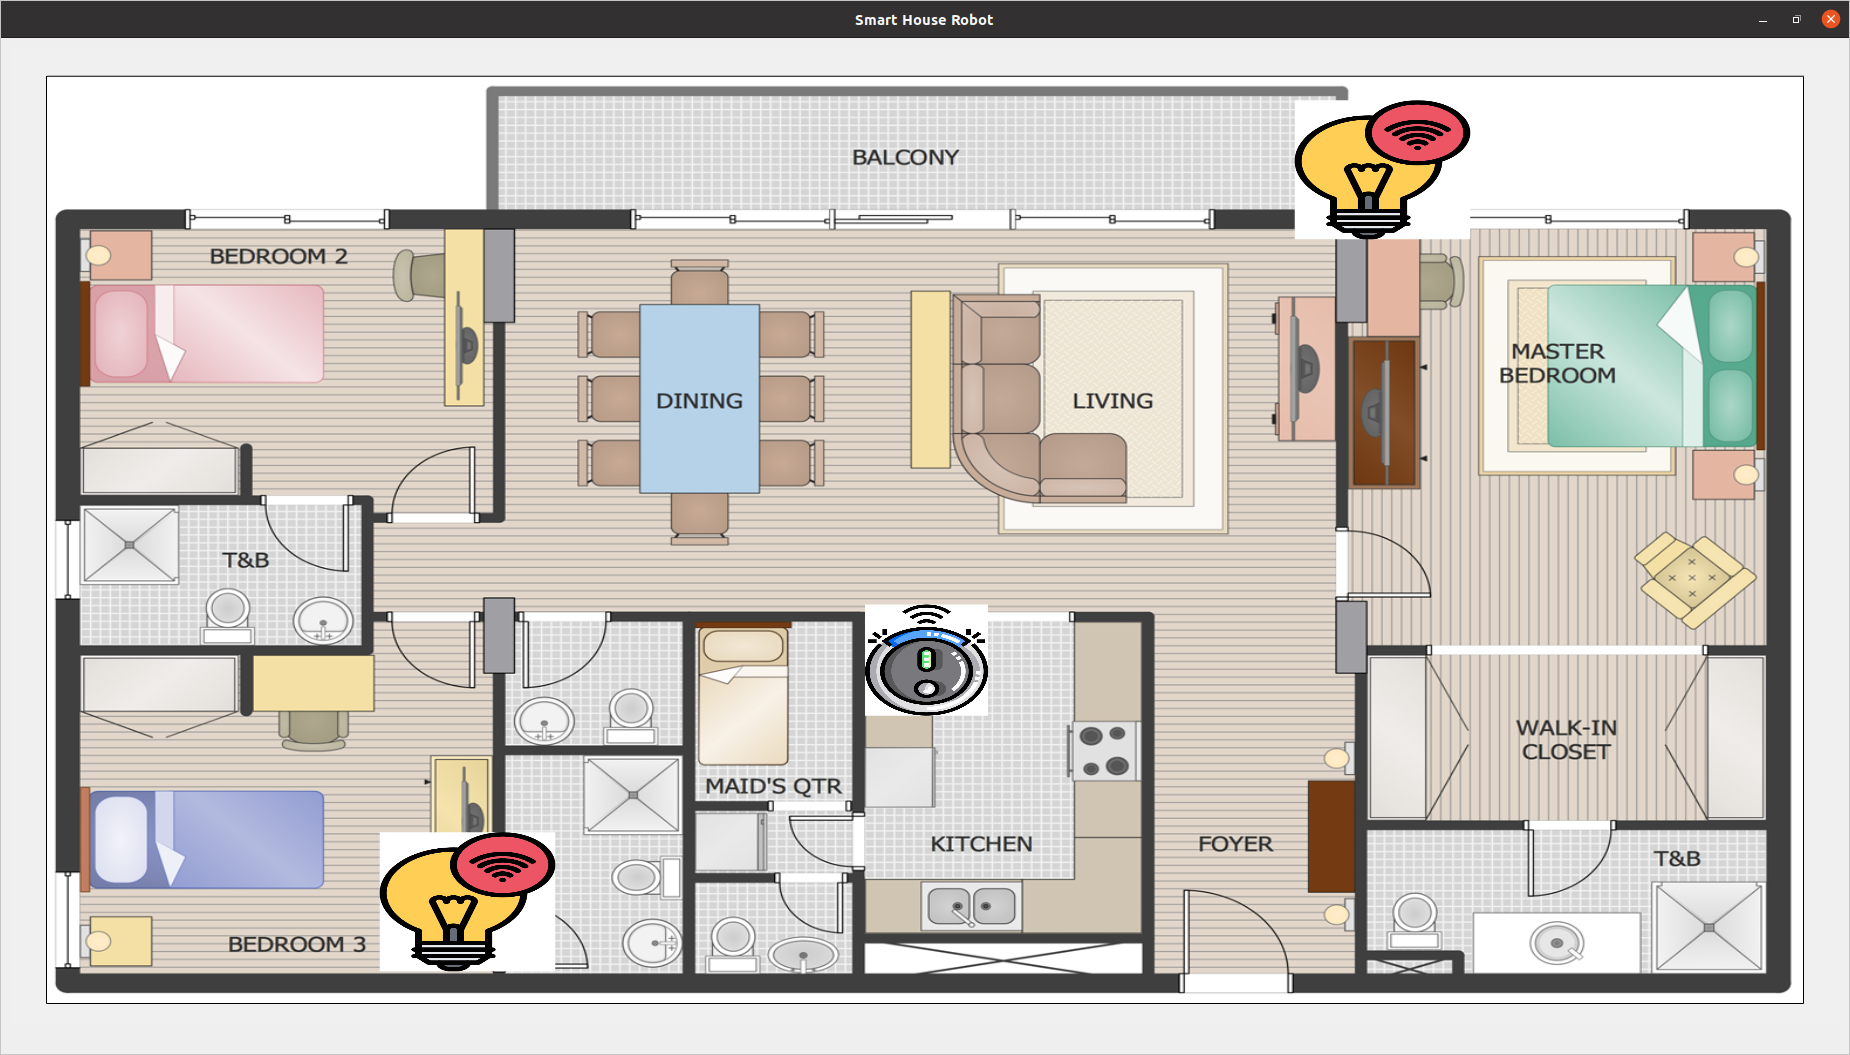 Smart House Robot
BALCONY
BEDROOM 2
MASTER
BEDROOM
DINING
LIVING
T&B
WALK-IN
CLOSET
MAID'S QTR
KITCHEN
FOYER
T&B
BEDROOM 3